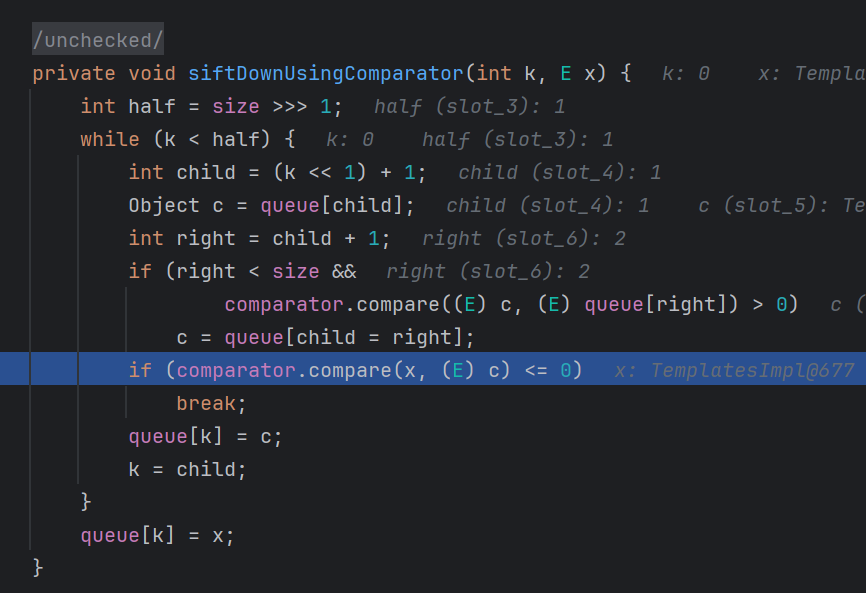 /unchecked/
private void siftDownUsingComparator(int k, E x) { k: 0 x: Templa
int half = size >>> 1; half (slot_3): 1
while (k < half) { k: 0 half (slot_3): 1
int child = (k << 1) + 1; child (slot_4): 1
Object c = queue[child]; child (slot_4): 1 c (slot_5): Te
int right = child + 1; right (slot_6): 2
if (right < size && right (slot_6): 2
comparator.compare((E) c, (E) queue[right]) > 0) c (
c = queue[child = right];
if (comparator.compare(x, (E) c) <= 0) x: TemplatesImpl@677
break;
queue[k] = c;
k = child;
}
queue[k] = x;
}